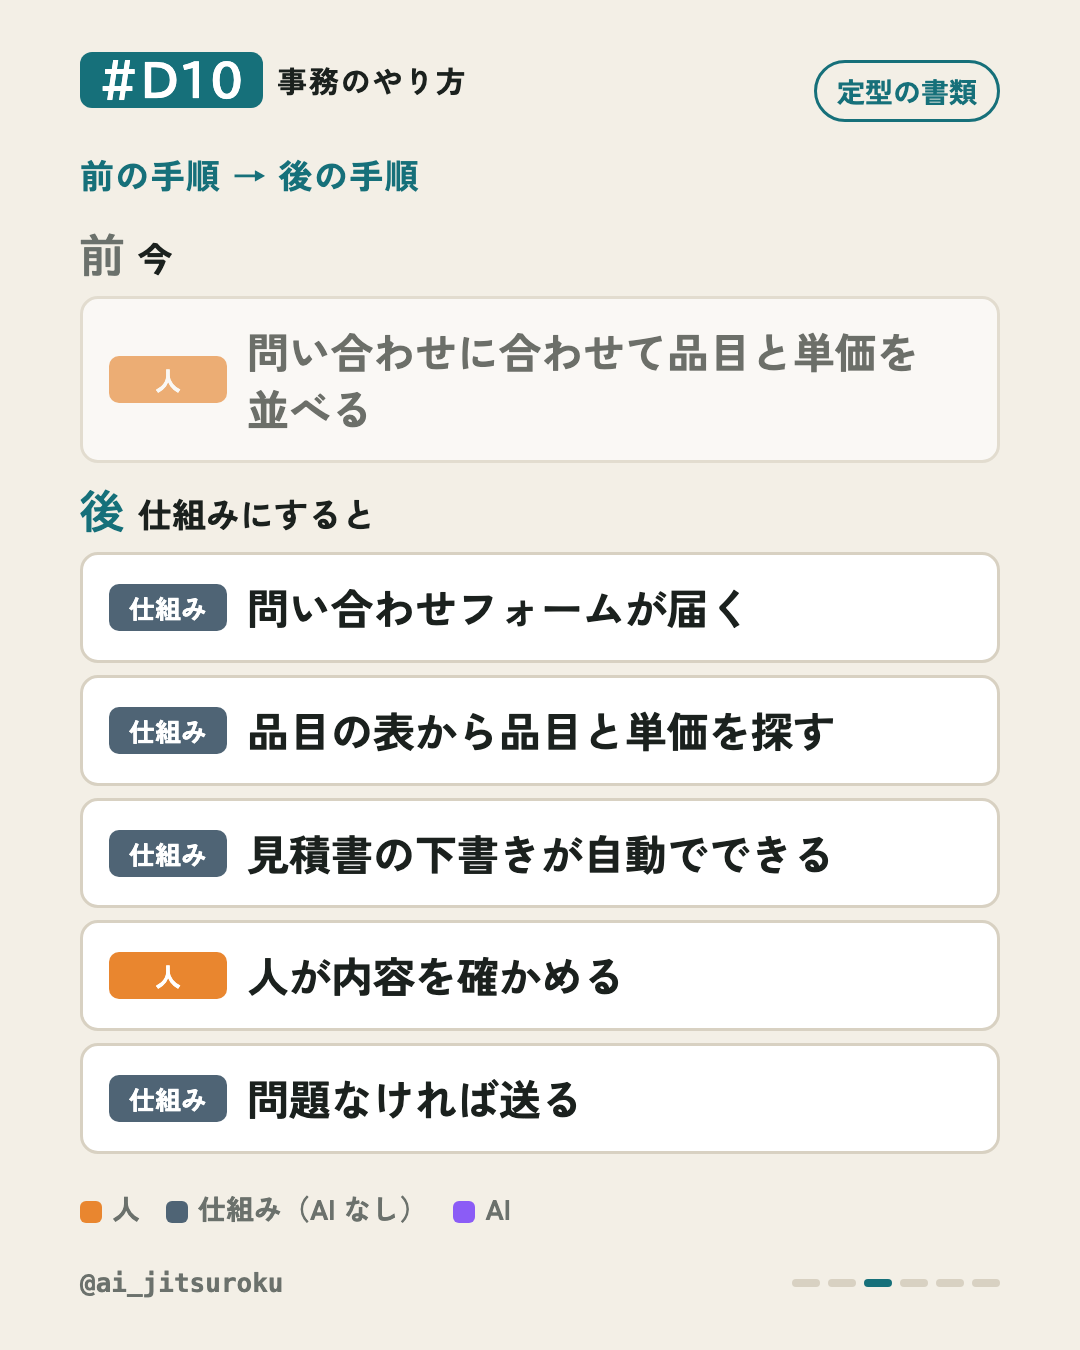 #D10 事務のやり方
定型の書類
前の手順 → 後の手順
前 今
人
問い合わせに合わせて品目と単価を
並べる
後 仕組みにすると
仕組み 問い合わせフォームが届く
仕組み 品目の表から品目と単価を探す
仕組み 見積書の下書きが自動でできる
人 人が内容を確かめる
仕組み 問題なければ送る
人 仕組み（AI なし） AI
@ai_jitsuroku